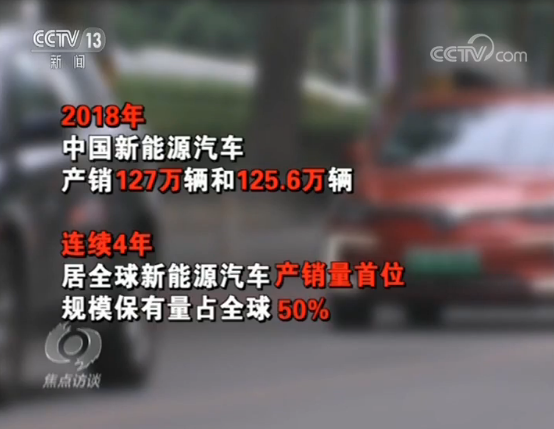 CCTV 13
新闻
CCTV.com
2018年
中国新能源汽车
产销127万辆和125.6万辆
连续4年
居全球新能源汽车产销量首位
规模保有量占全球50%
焦点访谈